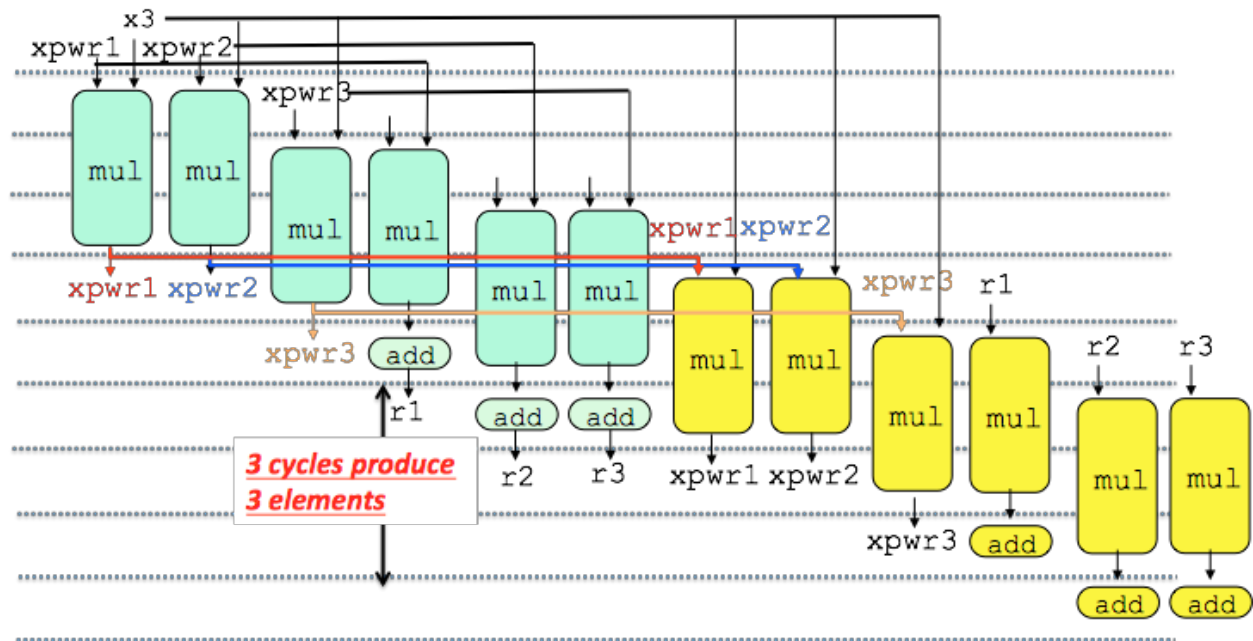 x3
xpwr1 xpwr2
xpwr3
mul mul
mul mul
mul mul
xpwr1 xpwr2
xpwr1 xpwr2
xpwr3 r1
mul mul
xpwr3
add
r2 r3
mul mul
r1
add add
3 cycles produce
3 elements
r2 r3
xpwr1 xpwr2
mul mul
xpwr3
add
add add